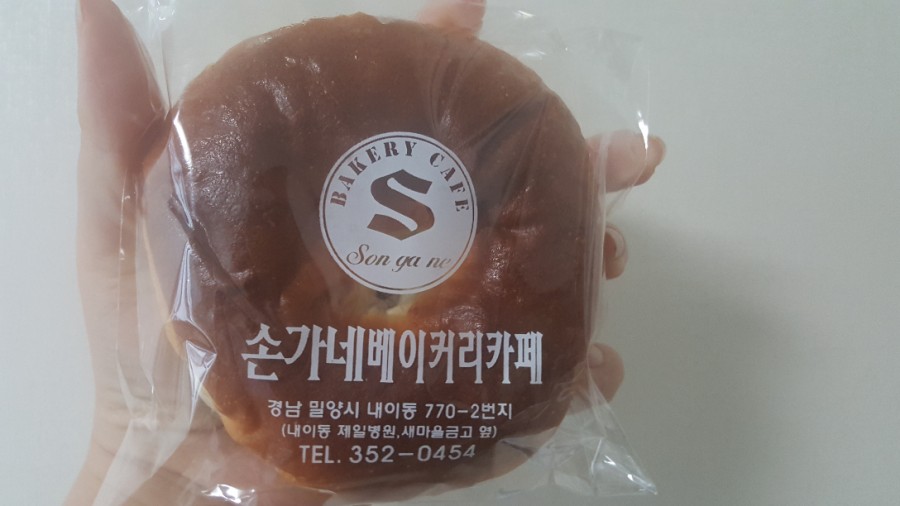 BAKERY CAFE
S
Son ga ne
손가네베이커리카페
경남 밀양시 내이동 770-2번지
(내이동 제일병원,새마을금고 옆)
TEL. 352-0454